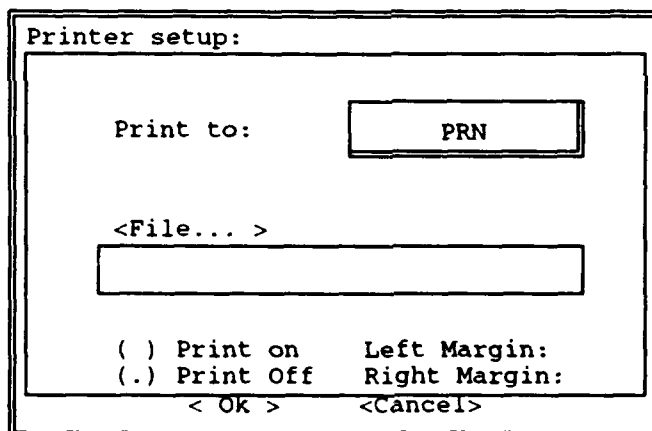 Printer setup:
Print to: PRN
<File... >
( ) Print on Left Margin:
(.) Print Off Right Margin:
< Ok > <Cancel>